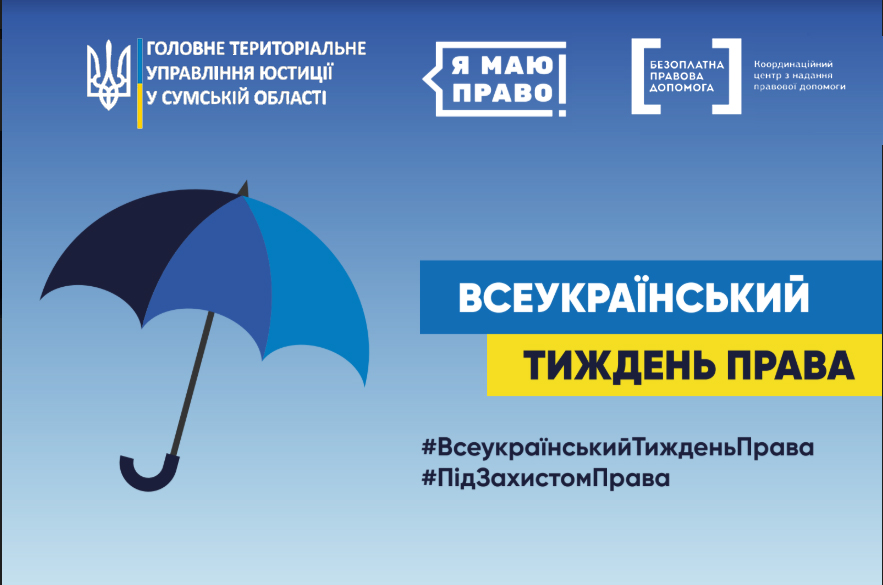 ГОЛОВНЕ ТЕРИТОРІАЛЬНЕ
УПРАВЛІННЯ ЮСТИЦІЇ
У СУМСЬКІЙ ОБЛАСТІ
Я МАЮ
ПРАВО!
БЕЗОПЛАТНА
ПРАВОВА
ДОПОМОГА
Координаційний
центр з надання
правової допомоги
ВСЕУКРАЇНСЬКИЙ
ТИЖДЕНЬ ПРАВА
#ВсеукраїнськийТижденьПрава
#ПідЗахистомПрава